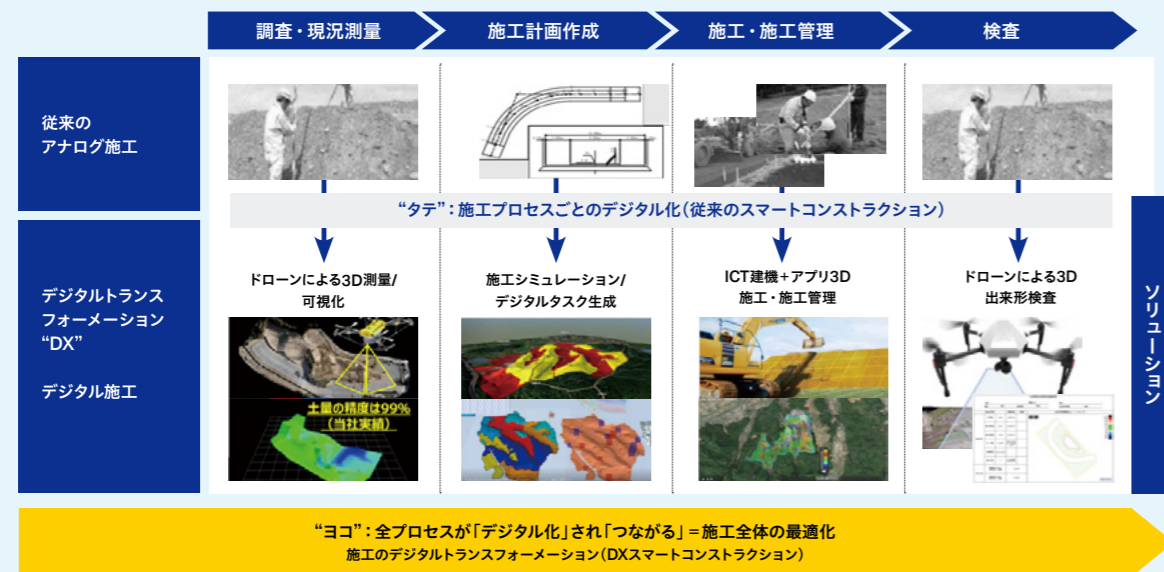 調査・現況測量
施工計画作成
施工・施工管理
検査
従来の
アナログ施工
“タテ”：施工プロセスごとのデジタル化（従来のスマートコンストラクション）
デジタルトランス
フォーメーション
“DX”
デジタル施工
ドローンによる3D測量/
可視化
施工シミュレーション/
デジタルタスク生成
ICT建機＋アプリ3D
施工・施工管理
ドローンによる3D
出来形検査
土量の精度は99%
（当社実績）
ソリューション
“ヨコ”：全プロセスが「デジタル化」され「つながる」＝施工全体の最適化
施工のデジタルトランスフォーメーション（DXスマートコンストラクション）